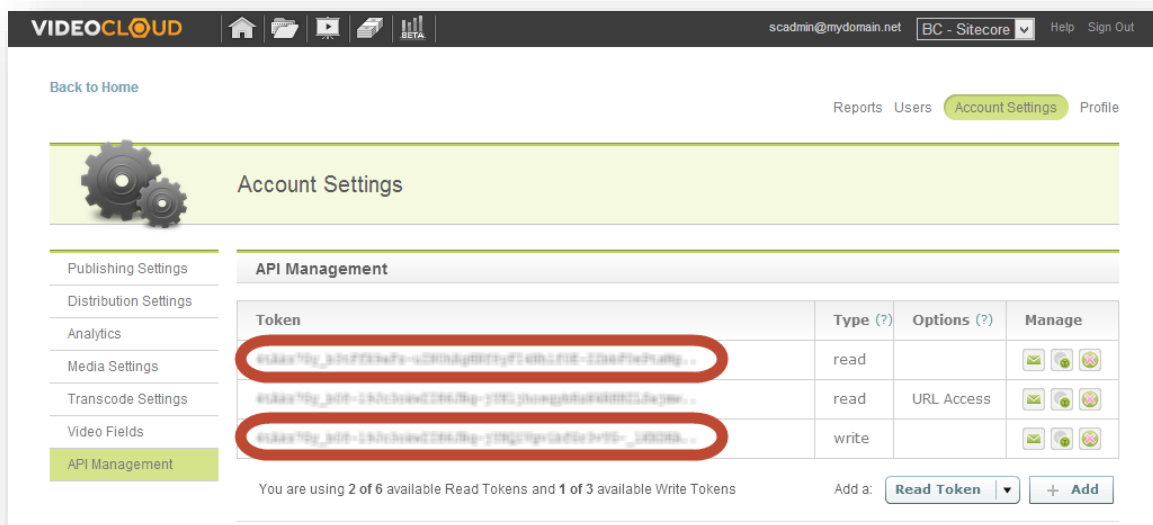 VIDEOCLOUD BETA scadmin@mydomain.net BC - Sitecore Help Sign Out
Back to Home
Reports Users Account Settings Profile
Account Settings
Publishing Settings
Distribution Settings
Analytics
Media Settings
Transcode Settings
Video Fields
API Management
API Management
Token Type (?) Options (?) Manage
read
read URL Access
write
You are using 2 of 6 available Read Tokens and 1 of 3 available Write Tokens Add a: Read Token + Add